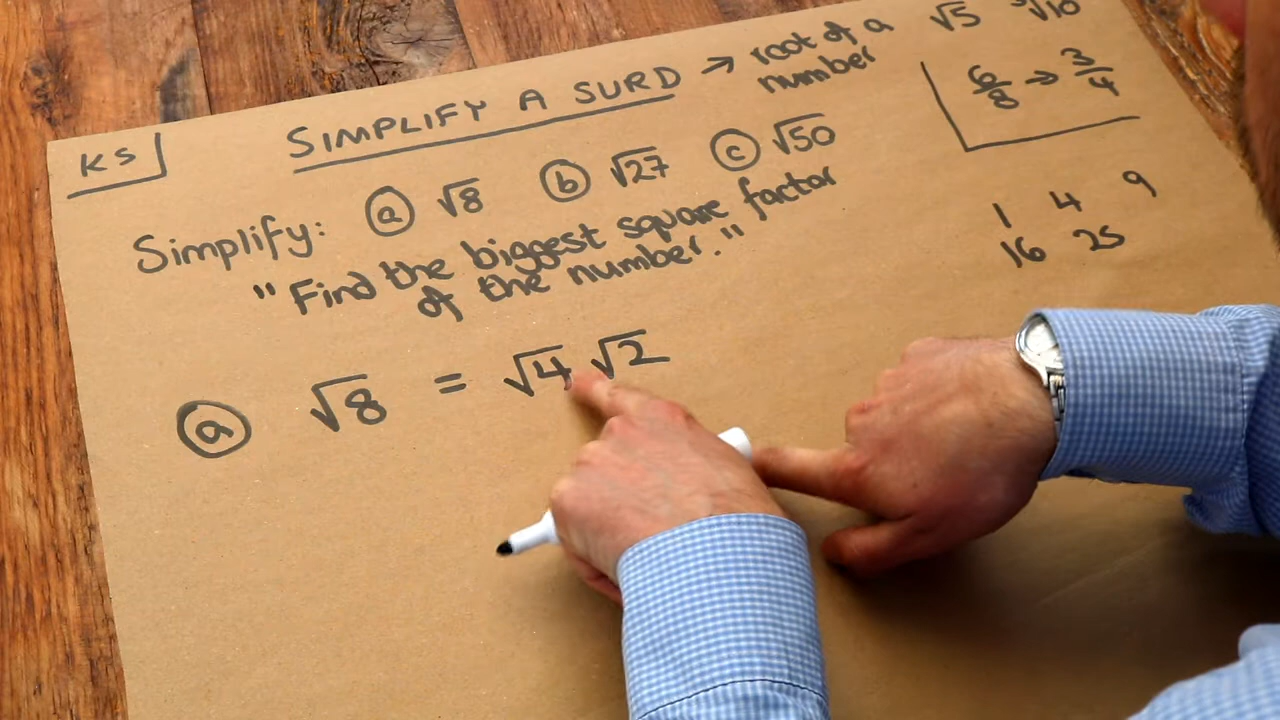 KS
SIMPLIFY A SURD → root of a number
√5 ∛10
6/8 → 3/4
Simplify: ⓐ √8 ⓑ √27 ⓒ √50
"Find the biggest square factor
of the number."
1 4 9
16 25
ⓐ √8 = √4 √2